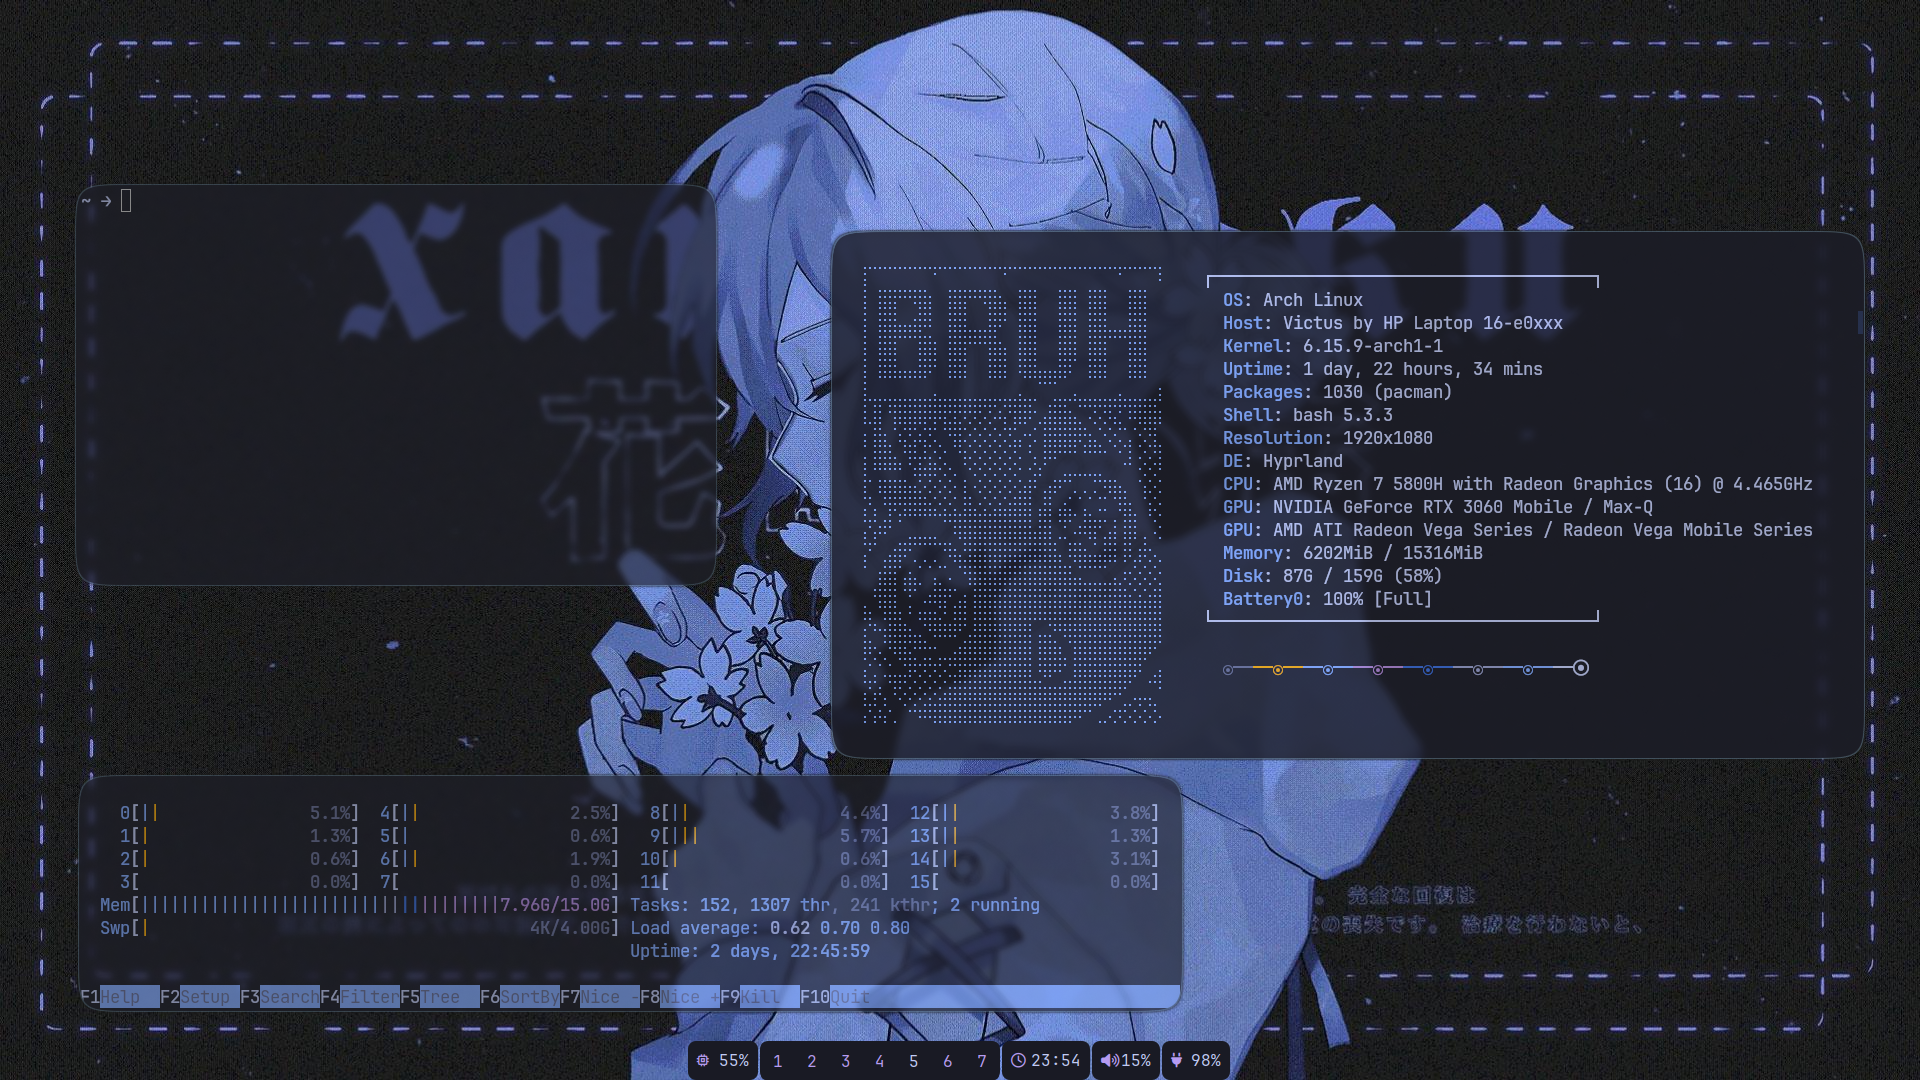 ~ →
花
BRUH
OS: Arch Linux
Host: Victus by HP Laptop 16-e0xxx
Kernel: 6.15.9-arch1-1
Uptime: 1 day, 22 hours, 34 mins
Packages: 1030 (pacman)
Shell: bash 5.3.3
Resolution: 1920x1080
DE: Hyprland
CPU: AMD Ryzen 7 5800H with Radeon Graphics (16) @ 4.465GHz
GPU: NVIDIA GeForce RTX 3060 Mobile / Max-Q
GPU: AMD ATI Radeon Vega Series / Radeon Vega Mobile Series
Memory: 6202MiB / 15316MiB
Disk: 87G / 159G (58%)
Battery0: 100% [Full]
0[|| 5.1%] 4[|| 2.5%] 8[|| 4.4%] 12[|| 3.8%]
1[| 1.3%] 5[| 0.6%] 9[||| 5.7%] 13[|| 1.3%]
2[| 0.6%] 6[|| 1.9%] 10[| 0.6%] 14[|| 3.1%]
3[ 0.0%] 7[ 0.0%] 11[ 0.0%] 15[ 0.0%]
Mem[||||||||||||||||||||||||||||||||||||7.96G/15.0G] Tasks: 152, 1307 thr, 241 kthr; 2 running
Swp[| 4K/4.00G] Load average: 0.62 0.70 0.80
Uptime: 2 days, 22:45:59
F1Help F2Setup F3SearchF4FilterF5Tree F6SortByF7Nice -F8Nice +F9Kill F10Quit
。 完全な回復は
の喪失です。 治療を行わないと、
55% 1 2 3 4 5 6 7 23:54 15% 98%